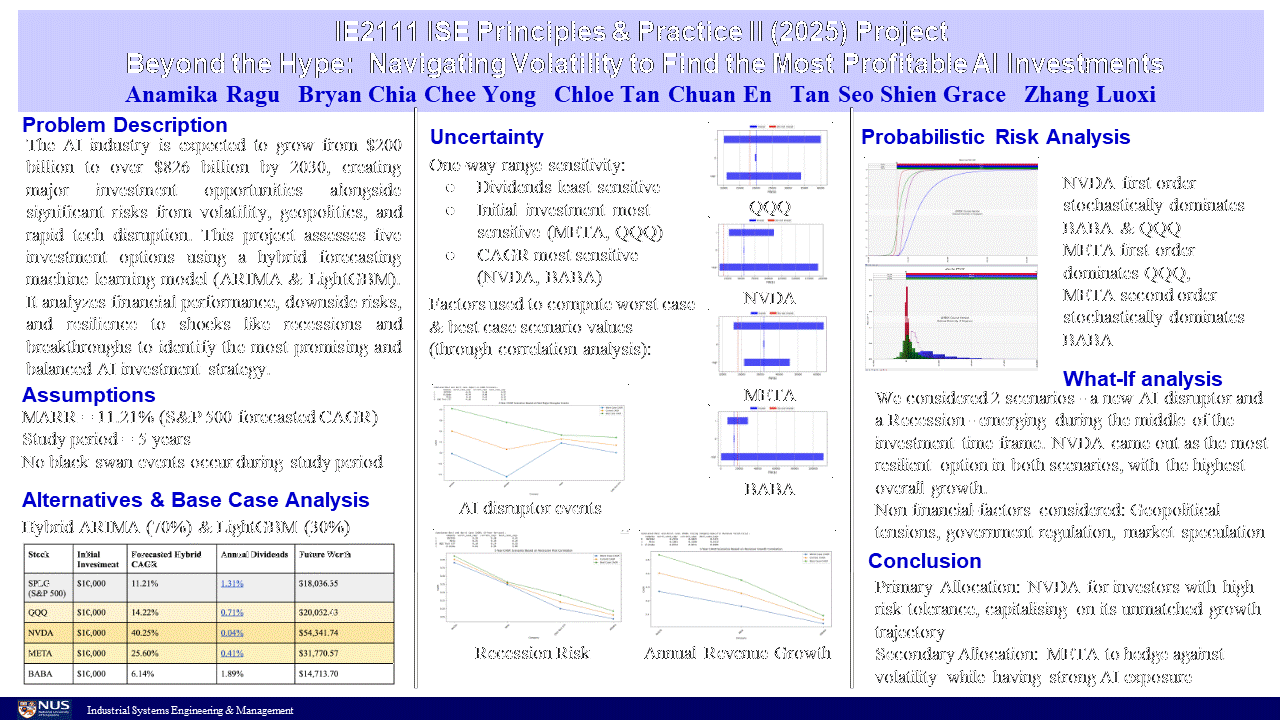 IE2111 ISE Principles & Practice II (2025) Project
Beyond the Hype: Navigating Volatility to Find the Most Profitable AI Investments
Anamika Ragu Bryan Chia Chee Yong Chloe Tan Chuan En Tan Seo Shien Grace Zhang Luoxi
Problem Description
The AI industry is expected to grow from $200
billion to over $826 billion by 2030, creating
new investment opportunities alongside
significant risks from volatility, geopolitics, and
rapid tech disruption. This project assesses five
investment options using a hybrid forecasting
machine learning model (ARIMA & LightGBM).
It analyzes financial performance, downside risks,
and resilience to shocks like recessions and
breakthroughs to identify the most promising and
balanced AI investment strategy.
Assumptions
MARR = 11.21% (S&P 500 forecasted CAGR)
Study period = 5 years
No black swan events occur during study period
Alternatives & Base Case Analysis
Hybrid ARIMA (70%) & LightGBM (30%)
Stock Initial Investment Forecasted Hybrid CAGR Annual Dividends Future Worth
(S&P 500) $10,000 11.21% 1.31% $18,036.35
QQQ $10,000 14.22% 0.71% $20,052.43
NVDA $10,000 40.25% 0.04% $54,341.74
META $10,000 25.60% 0.41% $31,770.57
BABA $10,000 6.14% 1.89% $14,713.70
Uncertainty
One way range sensitivity:
○ Dividends least sensitive
○ Initial investment most
sensitive (META, QQQ)
○ CAGR most sensitive
(NVDA, BABA)
Factors used to compute worst case
& best case scenario values
(through correlation analysis):
QQQ
NVDA
META
BABA
AI disruptor events
Recession Risk
Annual Revenue Growth
Probabilistic Risk Analysis
NVDA first order
stochastically dominates
BABA & QQQ
META first order
dominates QQQ
META second order
stochastically dominates
BABA
What-If analysis
We considered 2 scenarios - a new AI disruptor and
a Recession - emerging during the middle of the
investment time frame. NVDA came out as the most
resilient option in both scenarios with the highest
overall growth.
Non financial factors considered: Geopolitical
tensions, government regulations, market speculation
Conclusion
Primary Allocation: NVDA for investors with high
risk tolerance, capitalising on its unmatched growth
trajectory
Secondary Allocation: META to hedge against
volatility while having strong AI exposure
NUS
Industrial Systems Engineering & Management